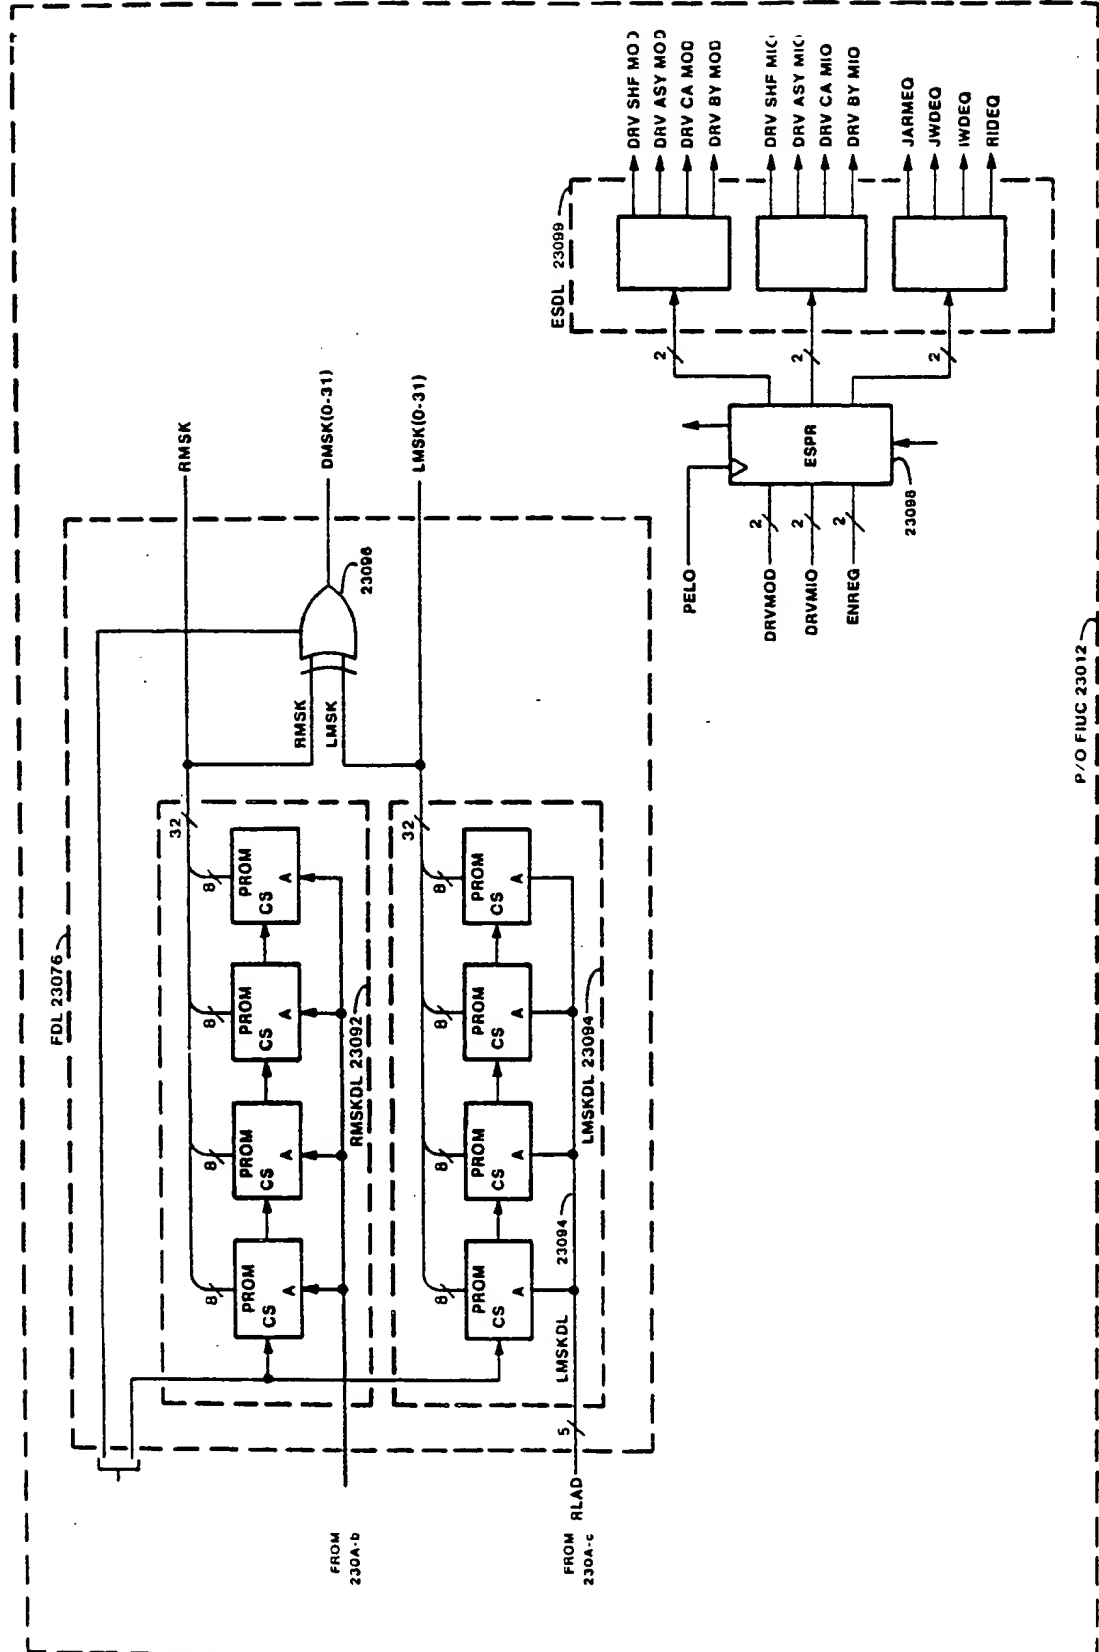 FDL 23076
RMSK
32
8
PROM
CS
A
8
PROM
CS
A
8
PROM
CS
A
8
PROM
CS
A
RMSKDL 23092
FROM
230A-b
RMSK
LMSK
23096
DMSK(0-31)
LMSK(0-31)
32
8
PROM
CS
A
8
PROM
CS
A
8
PROM
CS
A
8
PROM
CS
A
LMSKDL
23094
LMSKDL 23094
5
RLAD
FROM
230A-c
PELO
DRVMOD
2
DRVMIO
2
ENREG
2
ESPR
23098
2
2
2
ESDL 23099
DRV SHF MOD
DRV ASY MOD
DRV CA MOD
DRV BY MOD
DRV SHF MIO
DRV ASY MIO
DRV CA MIO
DRV BY MIO
JARMEQ
JWDEQ
IWDEQ
RIDEQ
P/O FIUC 23012